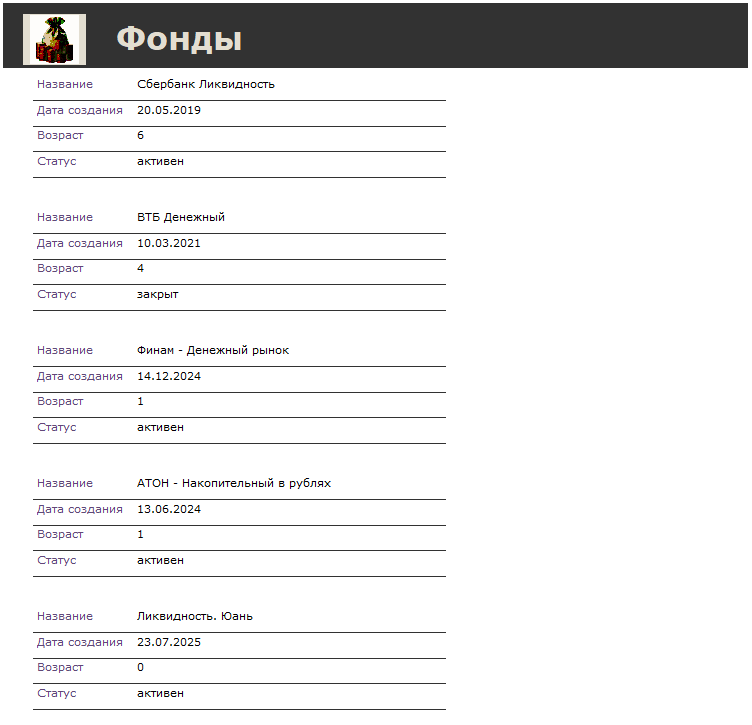 Фонды
Название Сбербанк Ликвидность
Дата создания 20.05.2019
Возраст 6
Статус активен
Название ВТБ Денежный
Дата создания 10.03.2021
Возраст 4
Статус закрыт
Название Финам - Денежный рынок
Дата создания 14.12.2024
Возраст 1
Статус активен
Название АТОН - Накопительный в рублях
Дата создания 13.06.2024
Возраст 1
Статус активен
Название Ликвидность. Юань
Дата создания 23.07.2025
Возраст 0
Статус активен